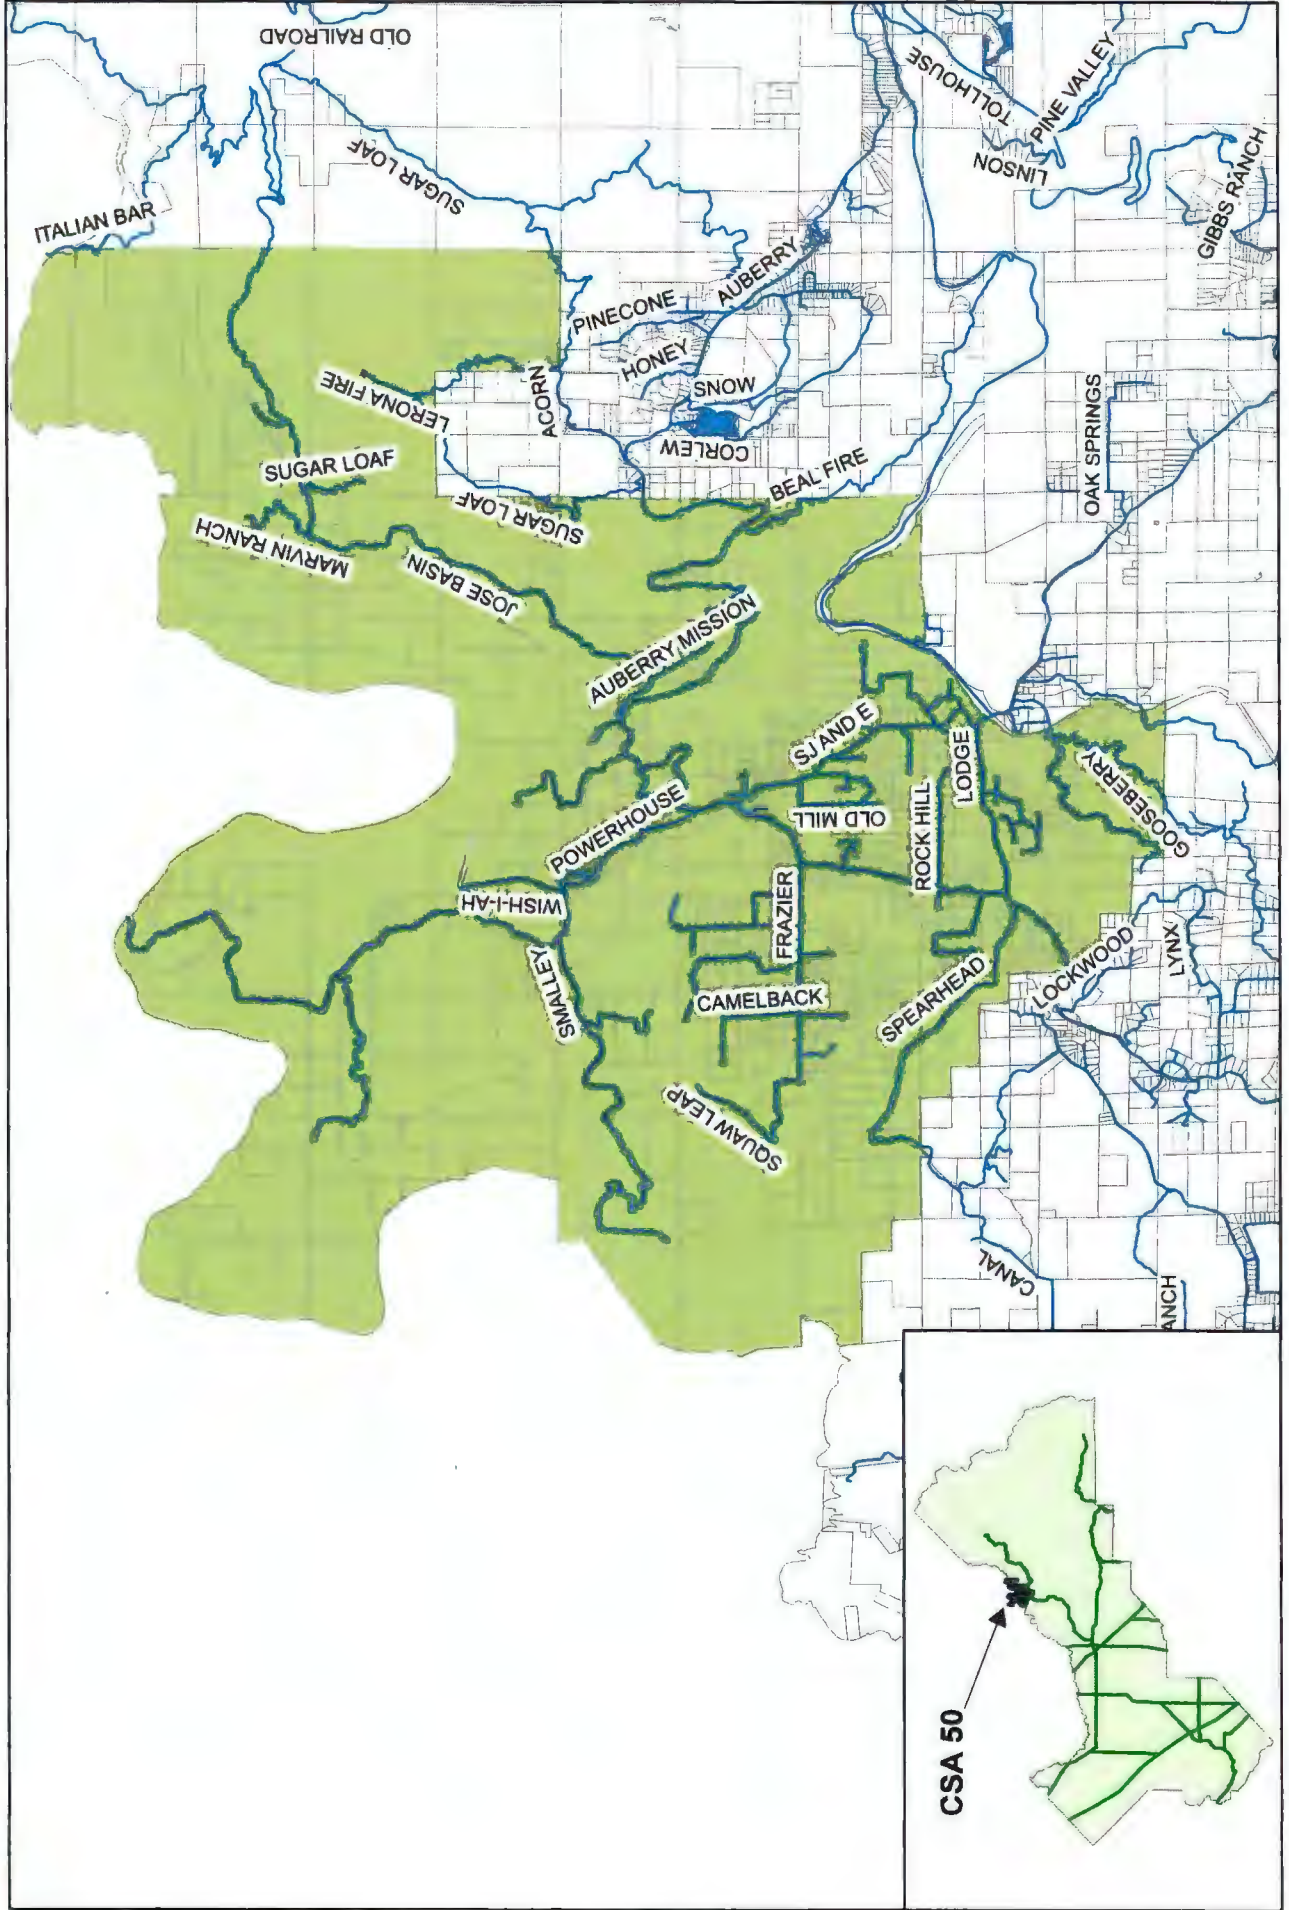 OLD RAILROAD
ITALIAN BAR
SUGAR LOAF
TOLLHOUSE
PINE VALLEY
LINSON
GIBBS RANCH
AUBERRY
PINECONE
HONEY
SNOW
CORLEW
ACORN
LERONA FIRE
SUGAR LOAF
SUGAR LOAF
BEAL FIRE
OAK SPRINGS
MARVIN RANCH
JOSE BASIN
AUBERRY MISSION
SJ AND E
LODGE
GOOSEBERRY
OLD MILL
ROCK HILL
POWERHOUSE
WISH-I-AH
FRAZIER
SMALLEY
CAMELBACK
SPEARHEAD
LOCKWOOD
LYNX
SQUAW LEAP
CANAL
ANCH
CSA 50